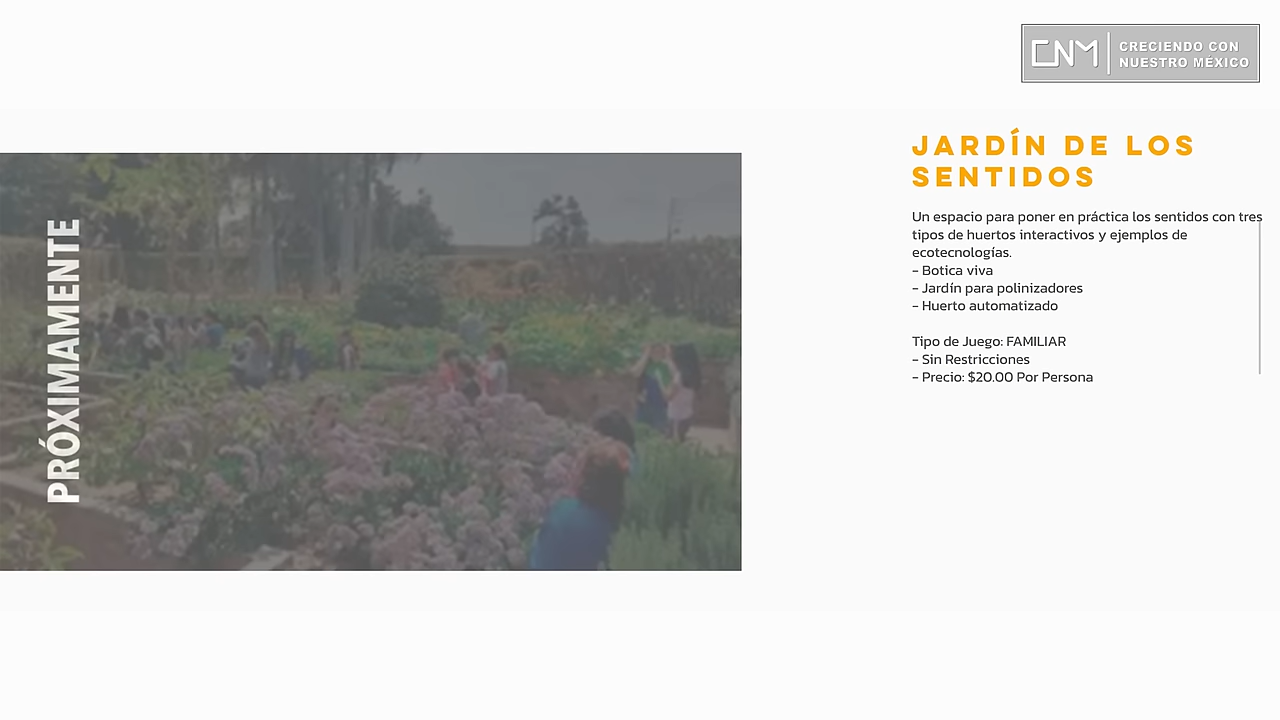 CNM
CRECIENDO CON
NUESTRO MÉXICO
JARDÍN DE LOS
SENTIDOS
Un espacio para poner en práctica los sentidos con tres
tipos de huertos interactivos y ejemplos de
ecotecnologías.
- Botica viva
- Jardín para polinizadores
- Huerto automatizado
Tipo de Juego: FAMILIAR
- Sin Restricciones
- Precio: $20.00 Por Persona
PRÓXIMAMENTE